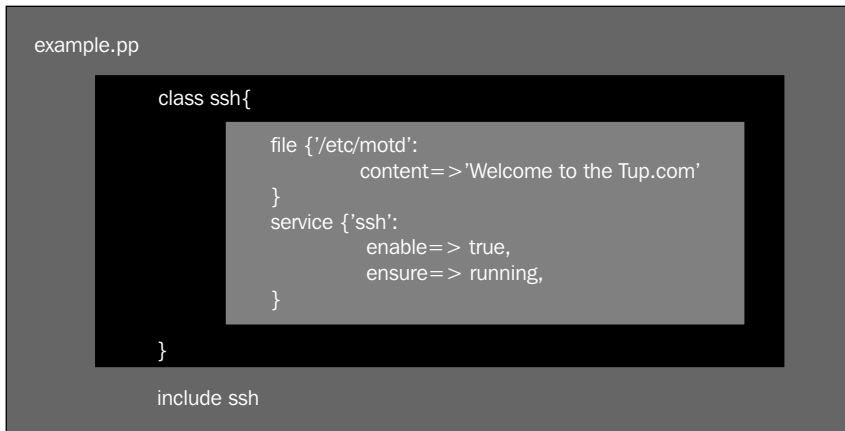 example.pp
class ssh{
file {’/etc/motd’:
content=>’Welcome to the Tup.com’
}
service {’ssh’:
enable=> true,
ensure=> running,
}
}
include ssh